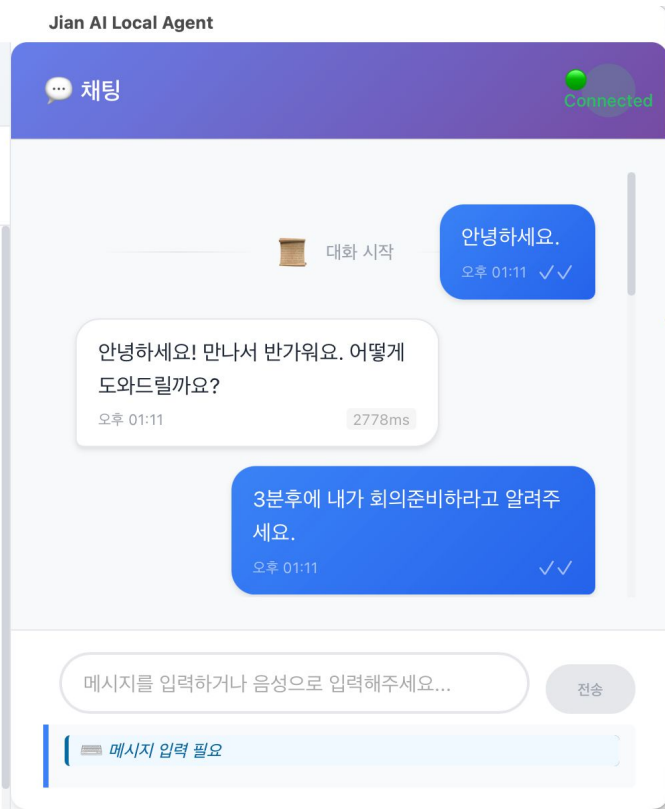 Jian AI Local Agent
💬 채팅
Connected
대화 시작
안녕하세요.
오후 01:11 ✓✓
안녕하세요! 만나서 반가워요. 어떻게
도와드릴까요?
오후 01:11 2778ms
3분후에 내가 회의준비하라고 알려주
세요.
오후 01:11 ✓✓
메시지를 입력하거나 음성으로 입력해주세요...
전송
메시지 입력 필요